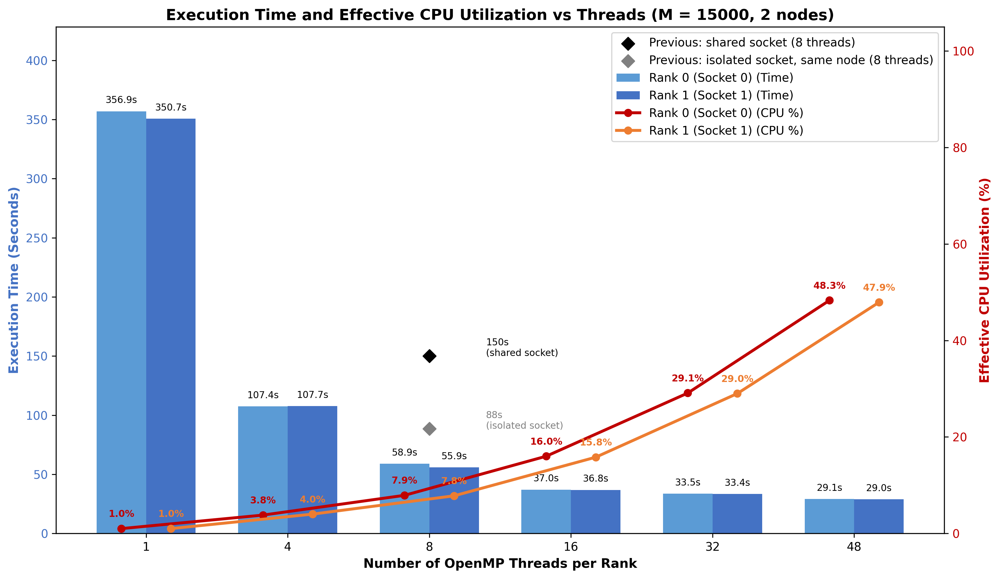 Execution Time and Effective CPU Utilization vs Threads (M = 15000, 2 nodes)
Previous: shared socket (8 threads)
Previous: isolated socket, same node (8 threads)
Rank 0 (Socket 0) (Time)
Rank 1 (Socket 1) (Time)
Rank 0 (Socket 0) (CPU %)
Rank 1 (Socket 1) (CPU %)
Execution Time (Seconds)
400
350
300
250
200
150
100
50
0
356.9s
350.7s
107.4s
107.7s
58.9s
55.9s
37.0s
36.8s
33.5s
33.4s
29.1s
29.0s
150s
(shared socket)
88s
(isolated socket)
1.0%
1.0%
3.8%
4.0%
7.9%
7.8%
16.0%
15.8%
29.1%
29.0%
48.3%
47.9%
100
80
60
40
20
0
Effective CPU Utilization (%)
1
4
8
16
32
48
Number of OpenMP Threads per Rank